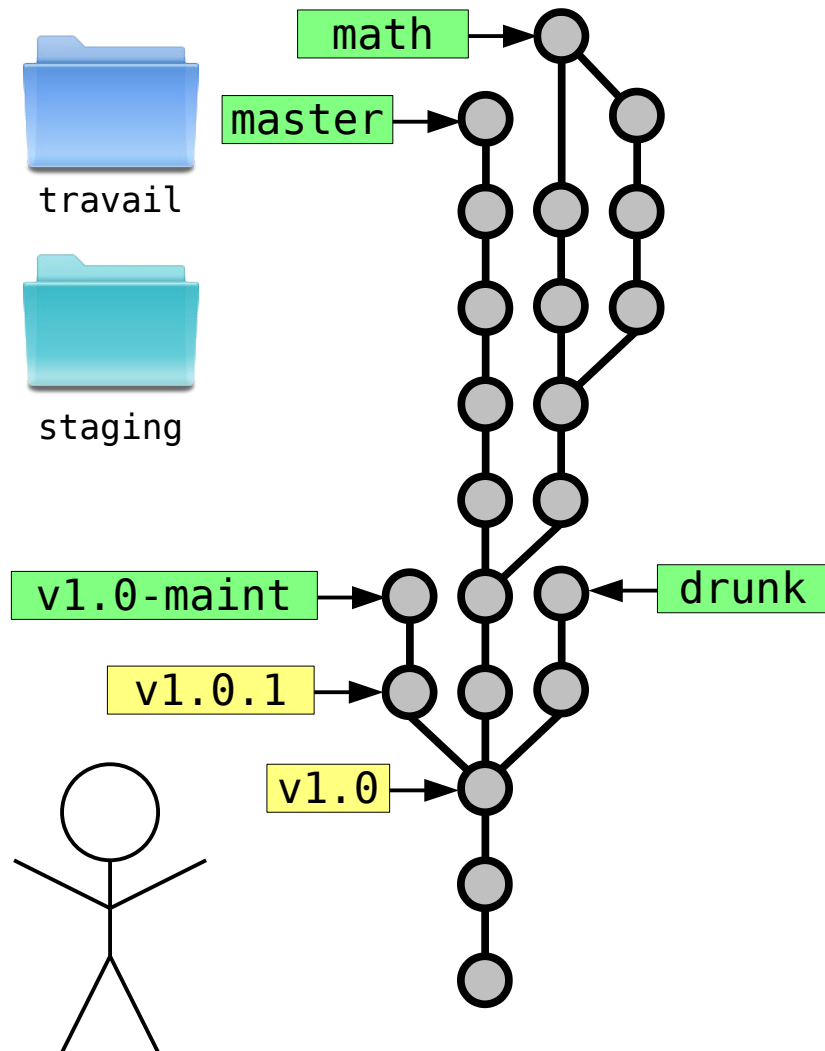 math
master
travail
staging
v1.0-maint
drunk
v1.0.1
v1.0